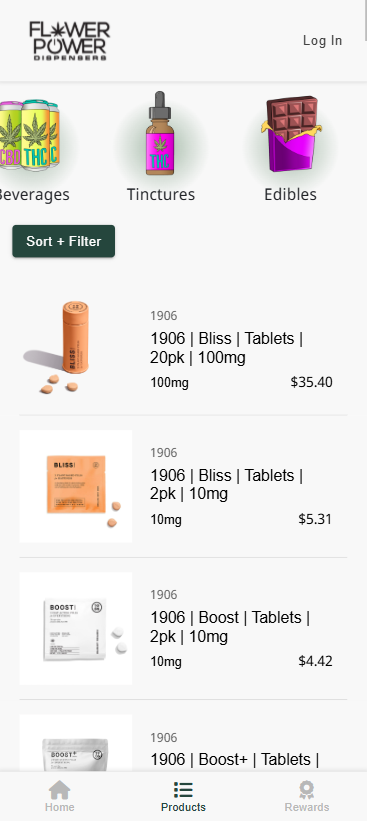 FLOWER
POWER
DISPENSERS
Log In
CBD
THC
THC
Beverages
Tinctures
Edibles
Sort + Filter
BLISS
1906
1906 | Bliss | Tablets |
20pk | 100mg
100mg
$35.40
BLISS
1906
1906 | Bliss | Tablets |
2pk | 10mg
10mg
$5.31
BOOST
1906
1906 | Boost | Tablets |
2pk | 10mg
10mg
$4.42
BOOST+
1906
1906 | Boost+ | Tablets |
Home
Products
Rewards